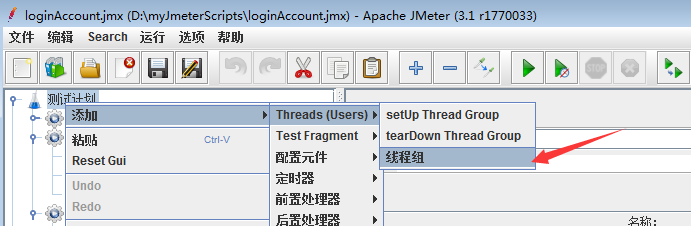 loginAccount.jmx (D:\myJmeterScripts\loginAccount.jmx) - Apache JMeter (3.1 r1770033)
文件 编辑 Search 运行 选项 帮助
测试计划
添加 Threads (Users) setUp Thread Group
tearDown Thread Group
粘贴 Ctrl-V Test Fragment
Reset Gui 配置元件 线程组
定时器
Undo 前置处理器
Redo 后置处理器
名称: